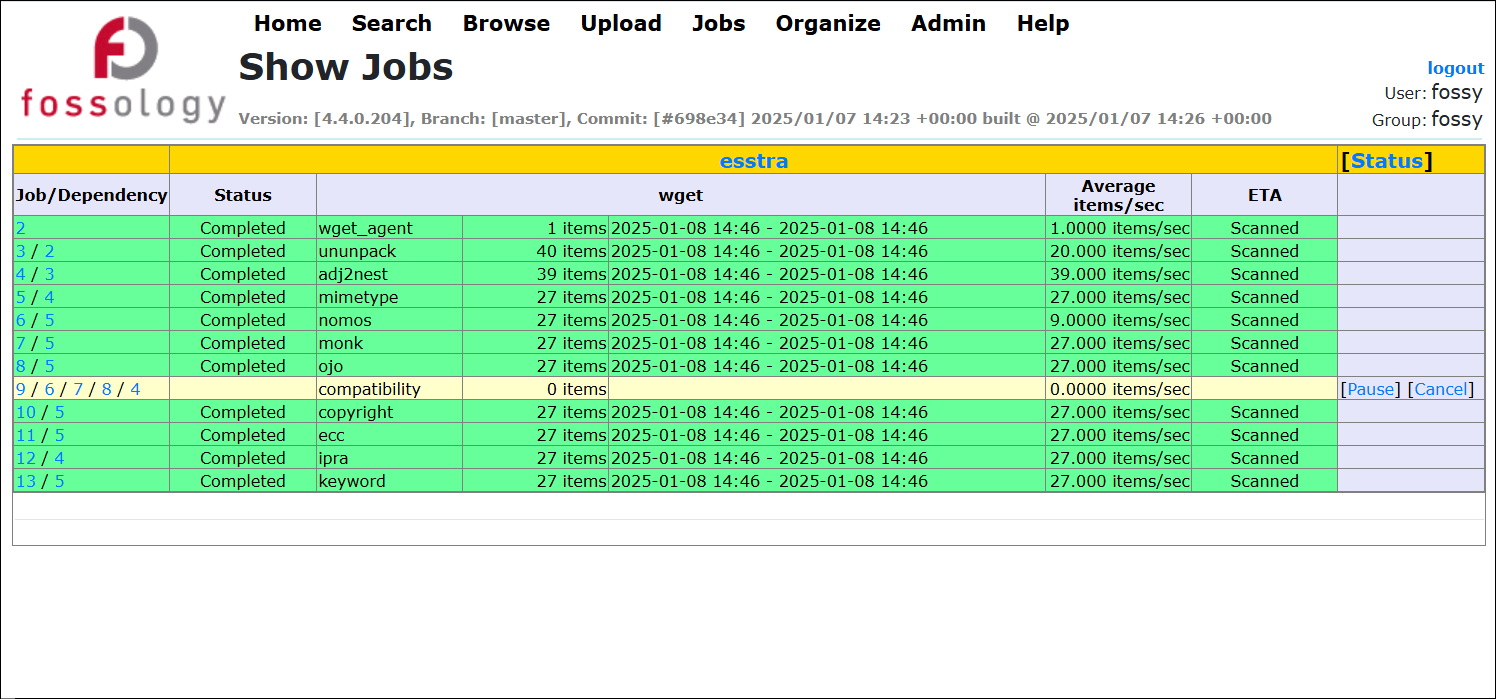 Home Search Browse Upload Jobs Organize Admin Help
fossology
Show Jobs
Version: [4.4.0.204], Branch: [master], Commit: [#698e34] 2025/01/07 14:23 +00:00 built @ 2025/01/07 14:26 +00:00
logout
User: fossy
Group: fossy
esstra [Status]
Job/Dependency Status wget Average items/sec ETA
2 Completed wget_agent 1 items 2025-01-08 14:46 - 2025-01-08 14:46 1.0000 items/sec Scanned
3 / 2 Completed ununpack 40 items 2025-01-08 14:46 - 2025-01-08 14:46 20.000 items/sec Scanned
4 / 3 Completed adj2nest 39 items 2025-01-08 14:46 - 2025-01-08 14:46 39.000 items/sec Scanned
5 / 4 Completed mimetype 27 items 2025-01-08 14:46 - 2025-01-08 14:46 27.000 items/sec Scanned
6 / 5 Completed nomos 27 items 2025-01-08 14:46 - 2025-01-08 14:46 9.0000 items/sec Scanned
7 / 5 Completed monk 27 items 2025-01-08 14:46 - 2025-01-08 14:46 27.000 items/sec Scanned
8 / 5 Completed ojo 27 items 2025-01-08 14:46 - 2025-01-08 14:46 27.000 items/sec Scanned
9 / 6 / 7 / 8 / 4 compatibility 0 items 0.0000 items/sec [Pause] [Cancel]
10 / 5 Completed copyright 27 items 2025-01-08 14:46 - 2025-01-08 14:46 27.000 items/sec Scanned
11 / 5 Completed ecc 27 items 2025-01-08 14:46 - 2025-01-08 14:46 27.000 items/sec Scanned
12 / 4 Completed ipra 27 items 2025-01-08 14:46 - 2025-01-08 14:46 27.000 items/sec Scanned
13 / 5 Completed keyword 27 items 2025-01-08 14:46 - 2025-01-08 14:46 27.000 items/sec Scanned